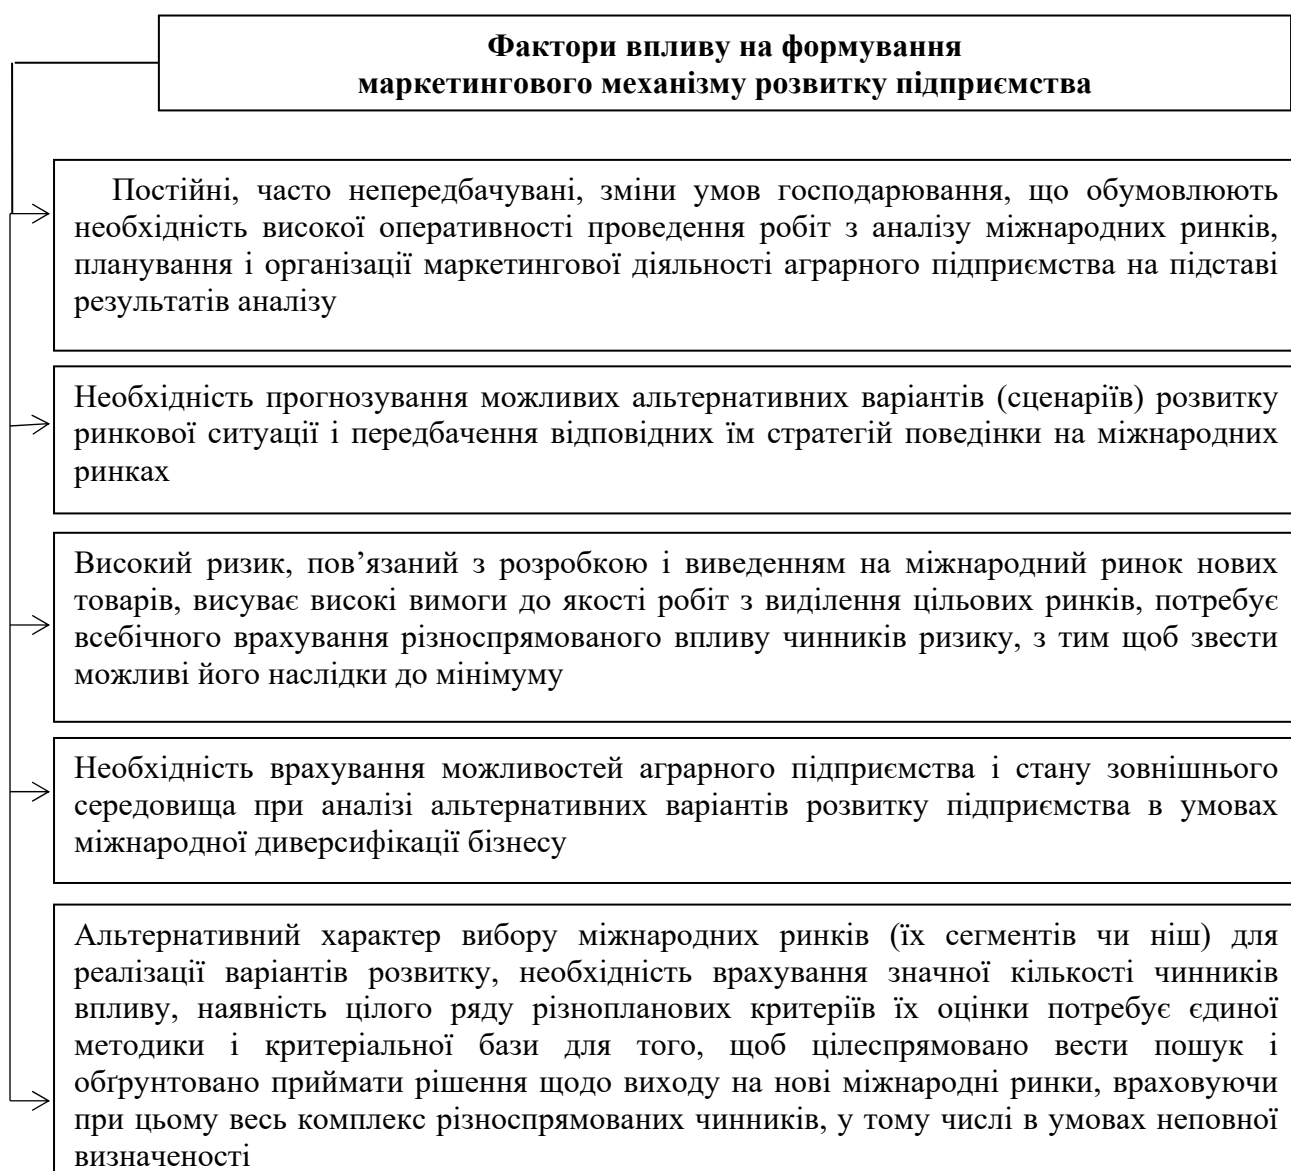 Фактори впливу на формування
маркетингового механізму розвитку підприємства
Постійні, часто непередбачувані, зміни умов господарювання, що обумовлюють
необхідність високої оперативності проведення робіт з аналізу міжнародних ринків,
планування і організації маркетингової діяльності аграрного підприємства на підставі
результатів аналізу
Необхідність прогнозування можливих альтернативних варіантів (сценаріїв) розвитку
ринкової ситуації і передбачення відповідних їм стратегій поведінки на міжнародних
ринках
Високий ризик, пов’язаний з розробкою і виведенням на міжнародний ринок нових
товарів, висуває високі вимоги до якості робіт з виділення цільових ринків, потребує
всебічного врахування різноспрямованого впливу чинників ризику, з тим щоб звести
можливі його наслідки до мінімуму
Необхідність врахування можливостей аграрного підприємства і стану зовнішнього
середовища при аналізі альтернативних варіантів розвитку підприємства в умовах
міжнародної диверсифікації бізнесу
Альтернативний характер вибору міжнародних ринків (їх сегментів чи ніш) для
реалізації варіантів розвитку, необхідність врахування значної кількості чинників
впливу, наявність цілого ряду різнопланових критеріїв їх оцінки потребує єдиної
методики і критеріальної бази для того, щоб цілеспрямовано вести пошук і
обґрунтовано приймати рішення щодо виходу на нові міжнародні ринки, враховуючи
при цьому весь комплекс різноспрямованих чинників, у тому числі в умовах неповної
визначеності